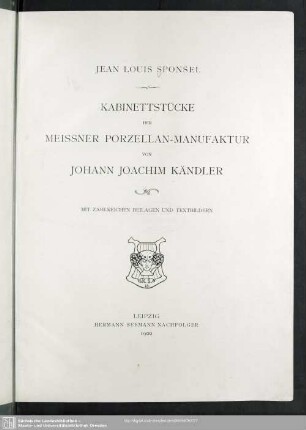 JEAN LOUIS SPONSEL
KABINETTSTÜCKE
DER
MEISSNER PORZELLAN-MANUFAKTUR
VON
JOHANN JOACHIM KÄNDLER
MIT ZAHLREICHEN BEILAGEN UND TEXTBILDERN
LEIPZIG
HERMANN SEEMANN NACHFOLGER
1900